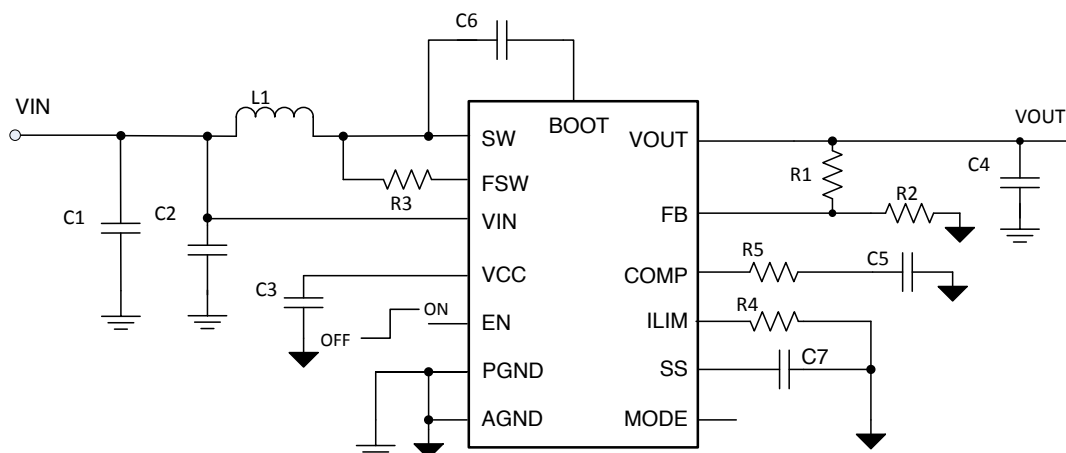 C6
VIN
L1
BOOT
SW
VOUT
VOUT
R1
C4
FSW
R3
R2
C1
C2
VIN
FB
VCC
COMP
R5
C5
C3
ON
OFF
EN
ILIM
R4
PGND
SS
C7
AGND
MODE